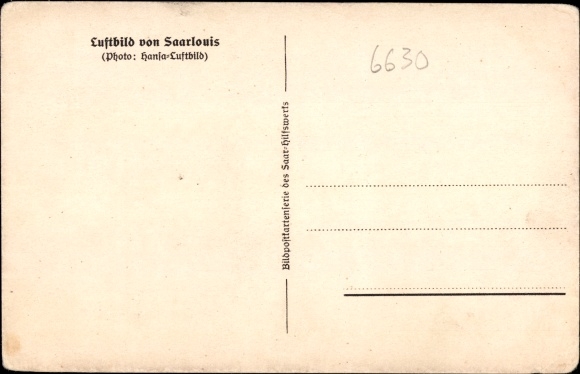 Luftbild von Saarlouis
(Photo: Hansa-Luftbild)
6630
Bildpostkartenserie des Saar-Hilfswerks